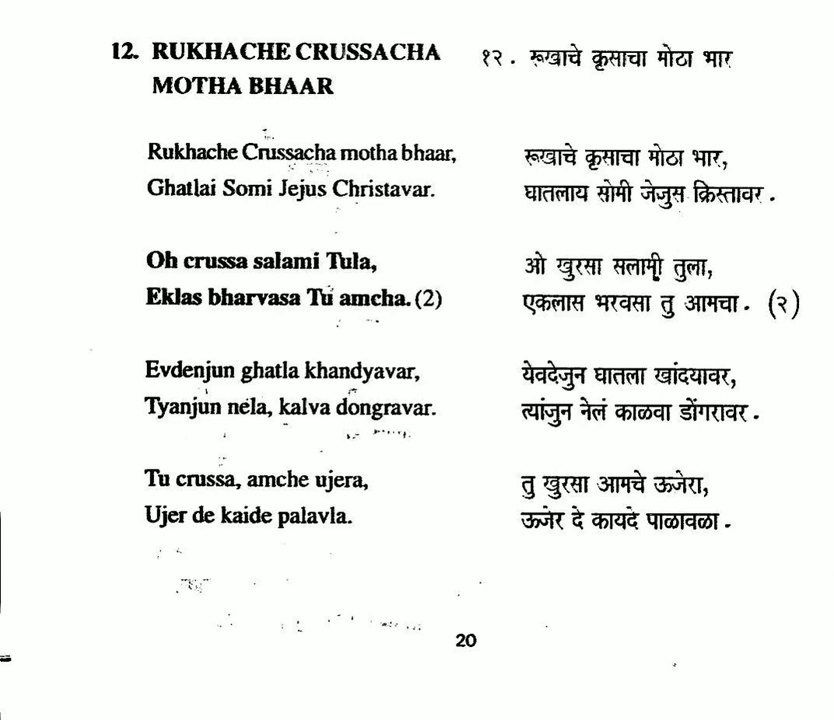 12. RUKHACHE CRUSSACHA
MOTHA BHAAR
Rukhache Crussacha motha bhaar,
Ghatlai Somi Jejus Christavar.
Oh crussa salami Tula,
Eklas bharvasa Tu amcha. (2)
Evdenjun ghatla khandyavar,
Tyanjun nela, kalva dongravar.
Tu crussa, amche ujera,
Ujer de kaide palavla.
१२. रूखाचे कृसाचा मोठा भार
रूखाचे कृसाचा मोठा भार,
घातलाय सोमी जेजुस क्रिस्तावर.
ओ खुरसा सलामी तुला,
एकलास भरवसा तु आमचा. (२)
येवदेजुन घातला खांदयावर,
त्यांजुन नेलं काळवा डोंगरावर.
तु खुरसा आमचे ऊजेरा,
ऊजेर दे कायदे पाळावळा.
20